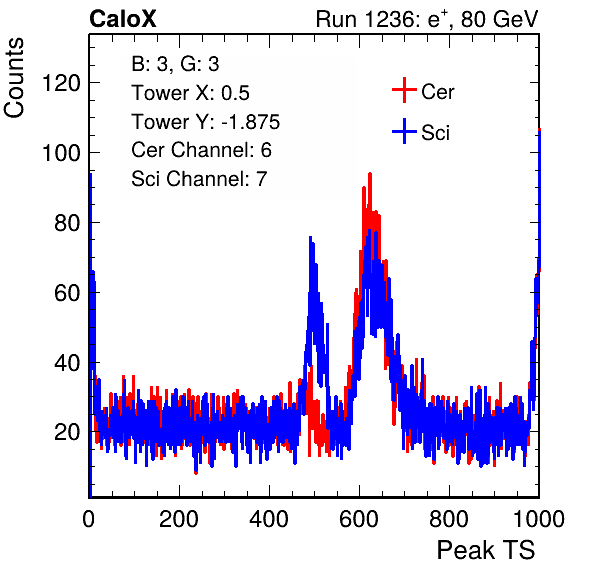 CaloX Run 1236: e⁺, 80 GeV
Counts
B: 3, G: 3
Tower X: 0.5
Tower Y: -1.875
Cer Channel: 6
Sci Channel: 7
Cer
Sci
120
100
80
60
40
20
0 200 400 600 800 1000
Peak TS